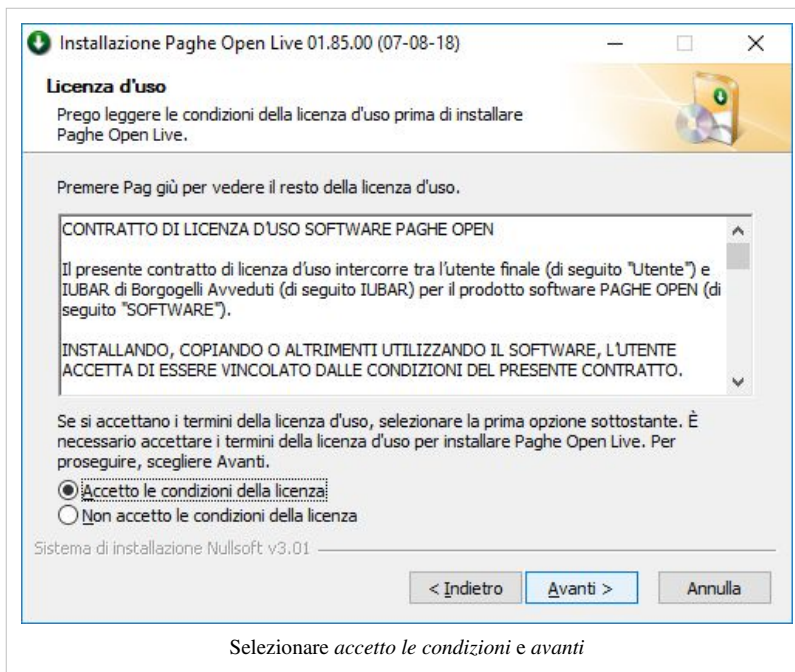 Installazione Paghe Open Live 01.85.00 (07-08-18)
Licenza d'uso
Prego leggere le condizioni della licenza d'uso prima di installare
Paghe Open Live.
Premere Pag giù per vedere il resto della licenza d'uso.
CONTRATTO DI LICENZA D'USO SOFTWARE PAGHE OPEN
Il presente contratto di licenza d’uso intercorre tra l’utente finale (di seguito "Utente") e
IUBAR di Borgogelli Avveduti (di seguito IUBAR) per il prodotto software PAGHE OPEN (di
seguito "SOFTWARE").
INSTALLANDO, COPIANDO O ALTRIMENTI UTILIZZANDO IL SOFTWARE, L'UTENTE
ACCETTA DI ESSERE VINCOLATO DALLE CONDIZIONI DEL PRESENTE CONTRATTO.
Se si accettano i termini della licenza d'uso, selezionare la prima opzione sottostante. È
necessario accettare i termini della licenza d'uso per installare Paghe Open Live. Per
proseguire, scegliere Avanti.
Accetto le condizioni della licenza
Non accetto le condizioni della licenza
Sistema di installazione Nullsoft v3.01
< Indietro Avanti > Annulla
Selezionare accetto le condizioni e avanti